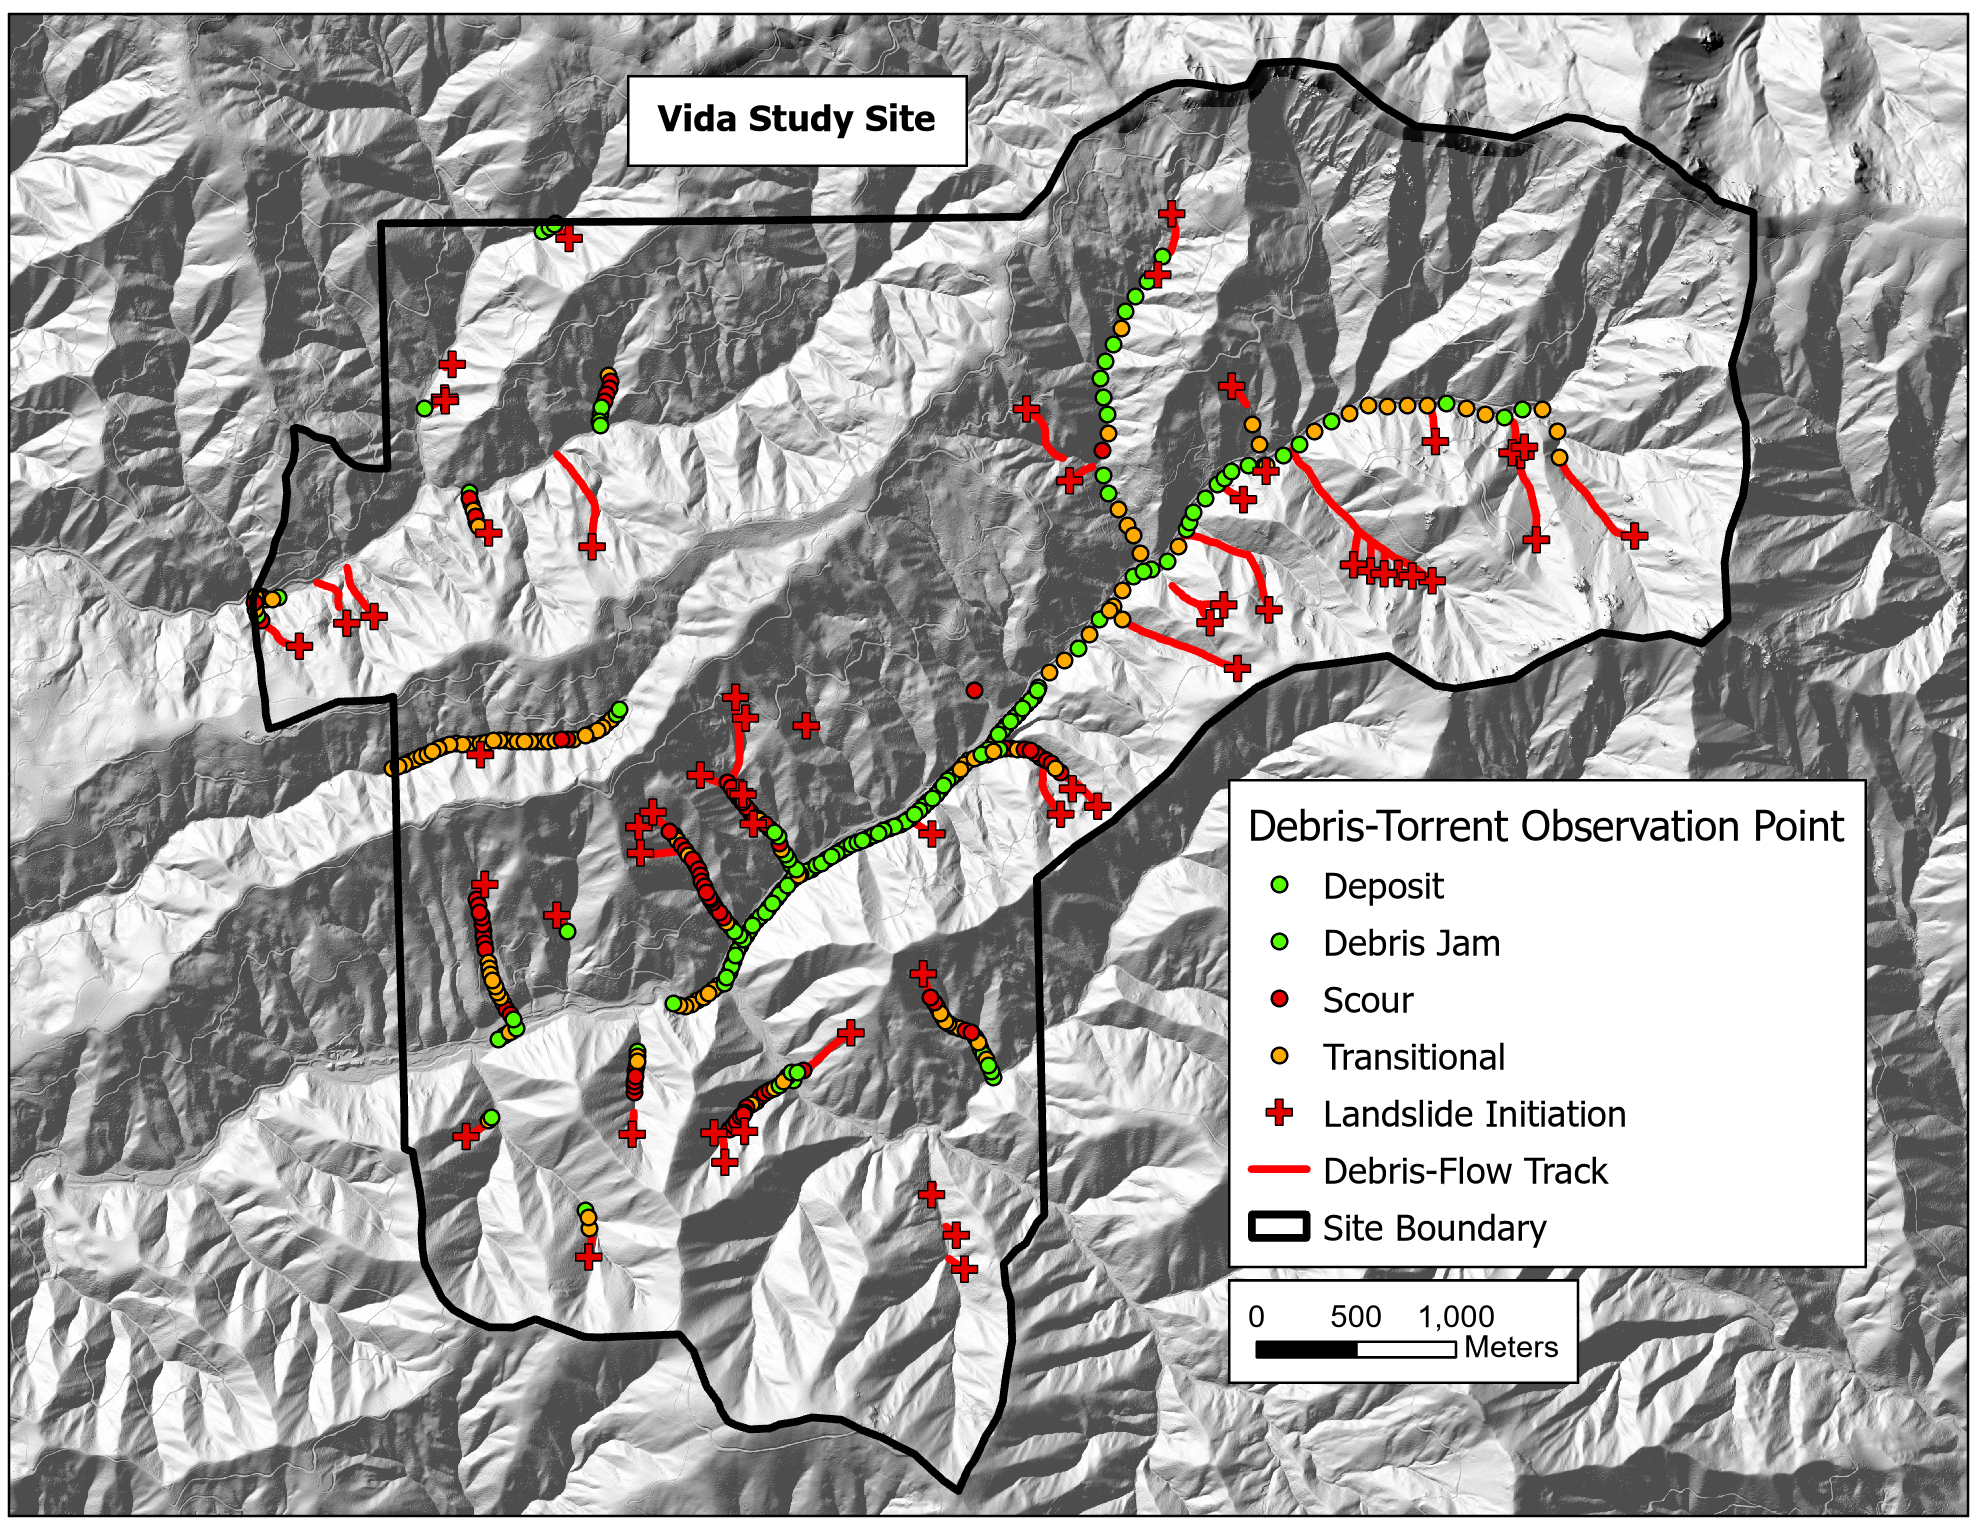 Vida Study Site
Debris-Torrent Observation Point
Deposit
Debris Jam
Scour
Transitional
Landslide Initiation
Debris-Flow Track
Site Boundary
0 500 1,000
Meters